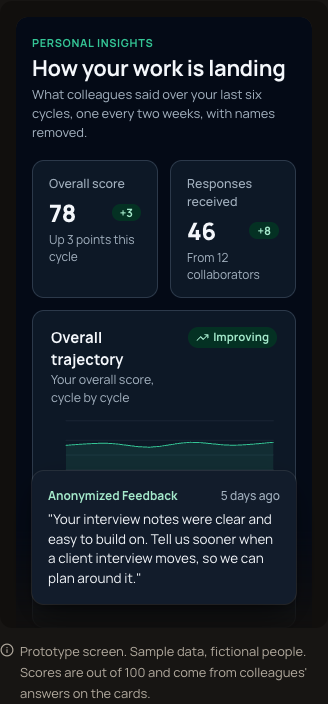 PERSONAL INSIGHTS
How your work is landing
What colleagues said over your last six
cycles, one every two weeks, with names
removed.
Overall score
78
+3
Up 3 points this
cycle
Responses
received
46
+8
From 12
collaborators
Overall
trajectory
Improving
Your overall score,
cycle by cycle
Anonymized Feedback
5 days ago
"Your interview notes were clear and
easy to build on. Tell us sooner when
a client interview moves, so we can
plan around it."
Prototype screen. Sample data, fictional people.
Scores are out of 100 and come from colleagues'
answers on the cards.